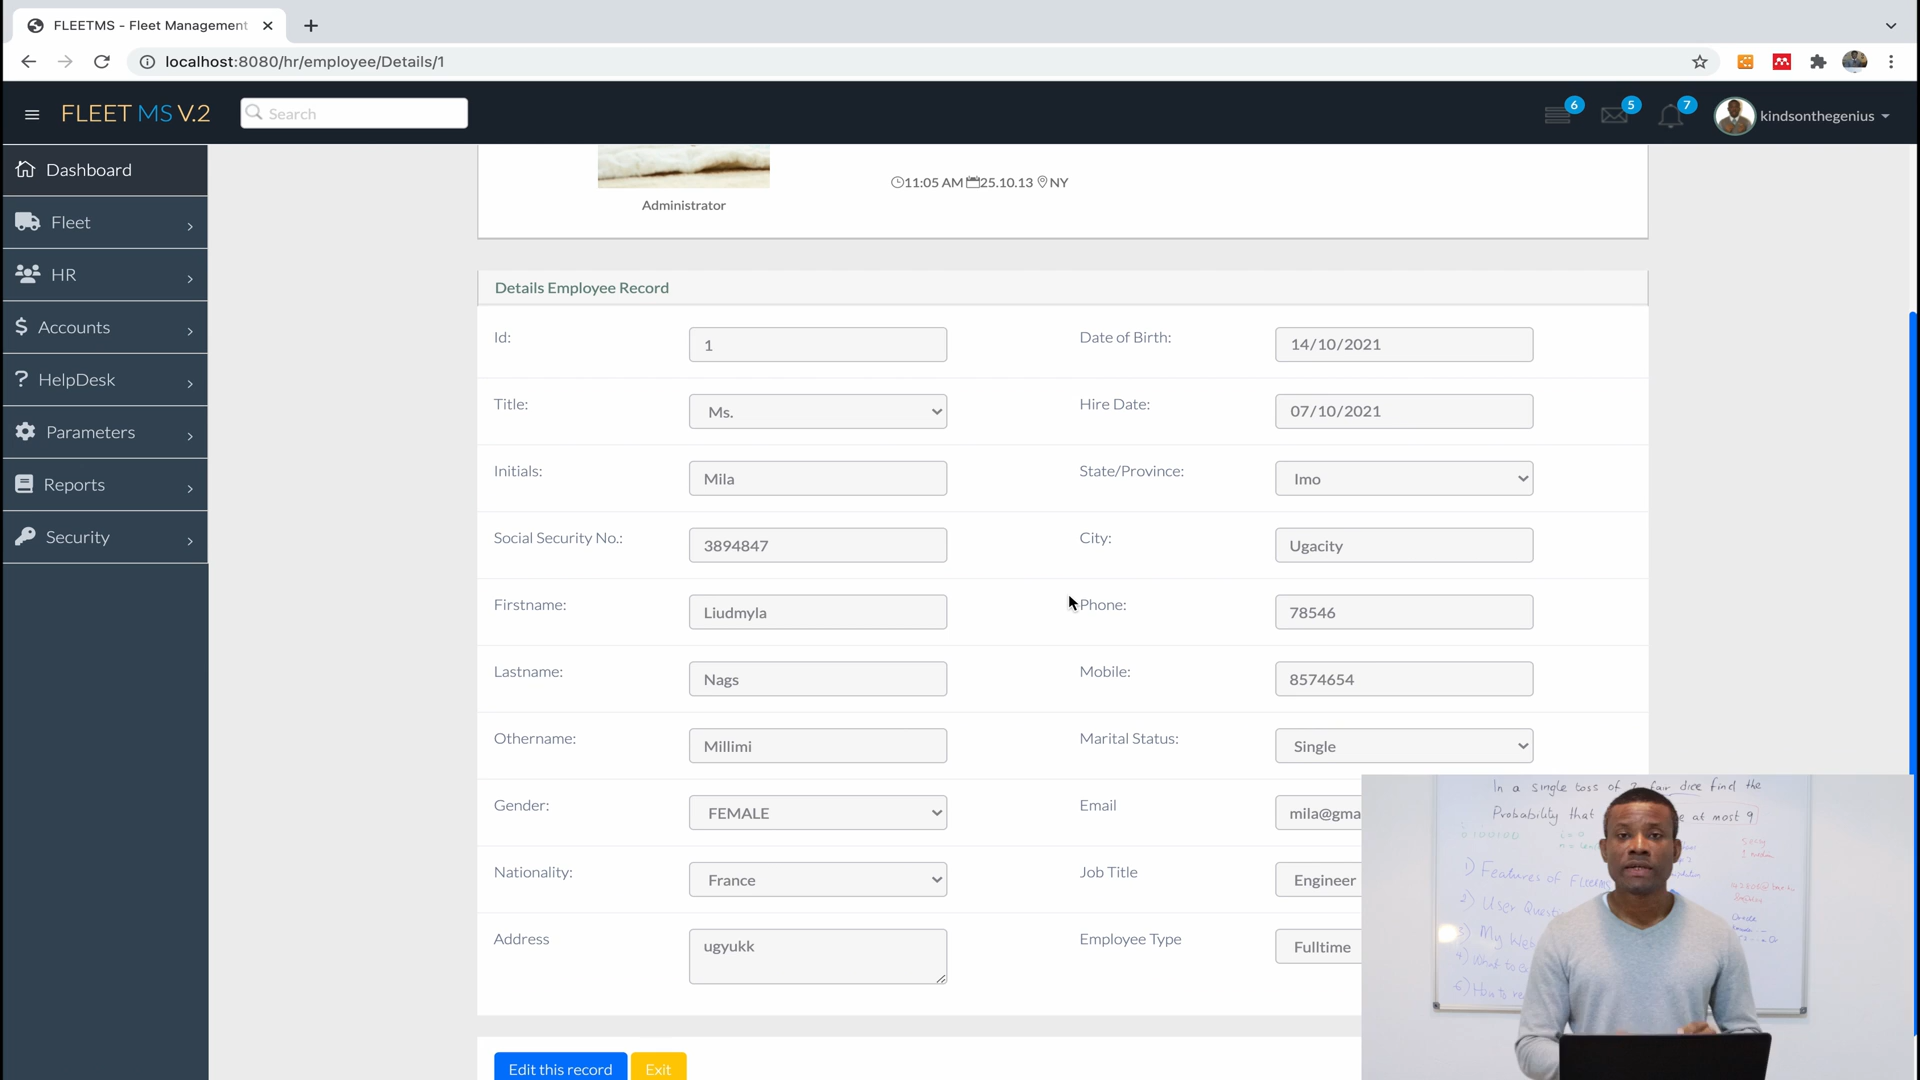 FLEETMS - Fleet Management
localhost:8080/hr/employee/Details/1
FLEET MS V.2
Search
6
5
7
kindsonthegenius
Dashboard
Fleet
HR
Accounts
HelpDesk
Parameters
Reports
Security
11:05 AM 25.10.13 NY
Administrator
Details Employee Record
Id: 1 Date of Birth: 14/10/2021
Title: Ms. Hire Date: 07/10/2021
Initials: Mila State/Province: Imo
Social Security No.: 3894847 City: Ugacity
Firstname: Liudmyla Phone: 78546
Lastname: Nags Mobile: 8574654
Othername: Millimi Marital Status: Single
Gender: FEMALE Email mila@gma
Nationality: France Job Title Engineer
Address ugyukk Employee Type Fulltime
Edit this record Exit
In a single toss of 2 fair dice find the
Probability that e at most 9
1) Features of FleetMS
2) User Questi
3) My Web
4) What to
5) How to re